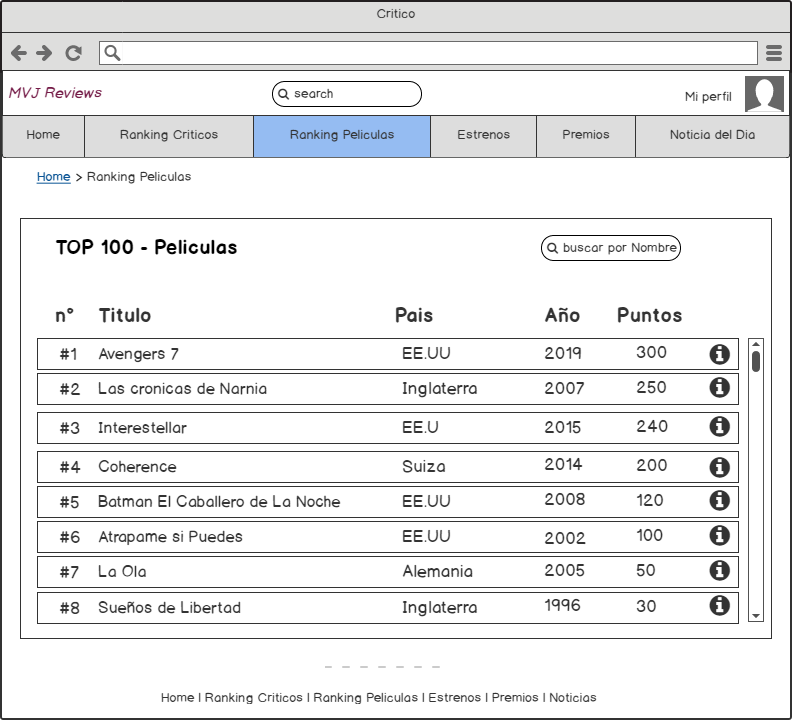 Critico
MVJ Reviews
search
Mi perfil
Home Ranking Criticos Ranking Peliculas Estrenos Premios Noticia del Dia
Home > Ranking Peliculas
TOP 100 - Peliculas
buscar por Nombre
n° Titulo Pais Año Puntos
#1 Avengers 7 EE.UU 2019 300
#2 Las cronicas de Narnia Inglaterra 2007 250
#3 Interestellar EE.U 2015 240
#4 Coherence Suiza 2014 200
#5 Batman El Caballero de La Noche EE.UU 2008 120
#6 Atrapame si Puedes EE.UU 2002 100
#7 La Ola Alemania 2005 50
#8 Sueños de Libertad Inglaterra 1996 30
Home | Ranking Criticos | Ranking Peliculas | Estrenos | Premios | Noticias